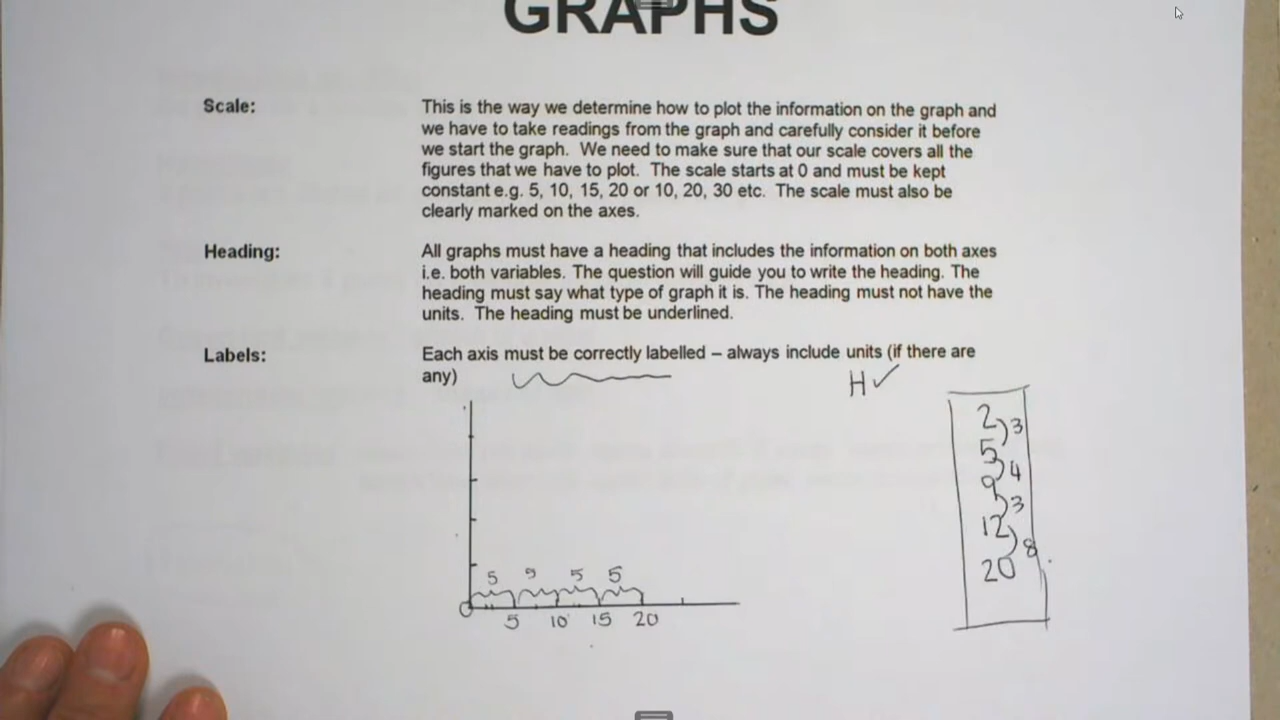 GRAPHS
Scale:
This is the way we determine how to plot the information on the graph and
we have to take readings from the graph and carefully consider it before
we start the graph. We need to make sure that our scale covers all the
figures that we have to plot. The scale starts at 0 and must be kept
constant e.g. 5, 10, 15, 20 or 10, 20, 30 etc. The scale must also be
clearly marked on the axes.
Heading:
All graphs must have a heading that includes the information on both axes
i.e. both variables. The question will guide you to write the heading. The
heading must say what type of graph it is. The heading must not have the
units. The heading must be underlined.
Labels:
Each axis must be correctly labelled – always include units (if there are
any)
H✓
2
3
5
4
9
3
12
8
20
5 5 5 5
0 5 10 15 20